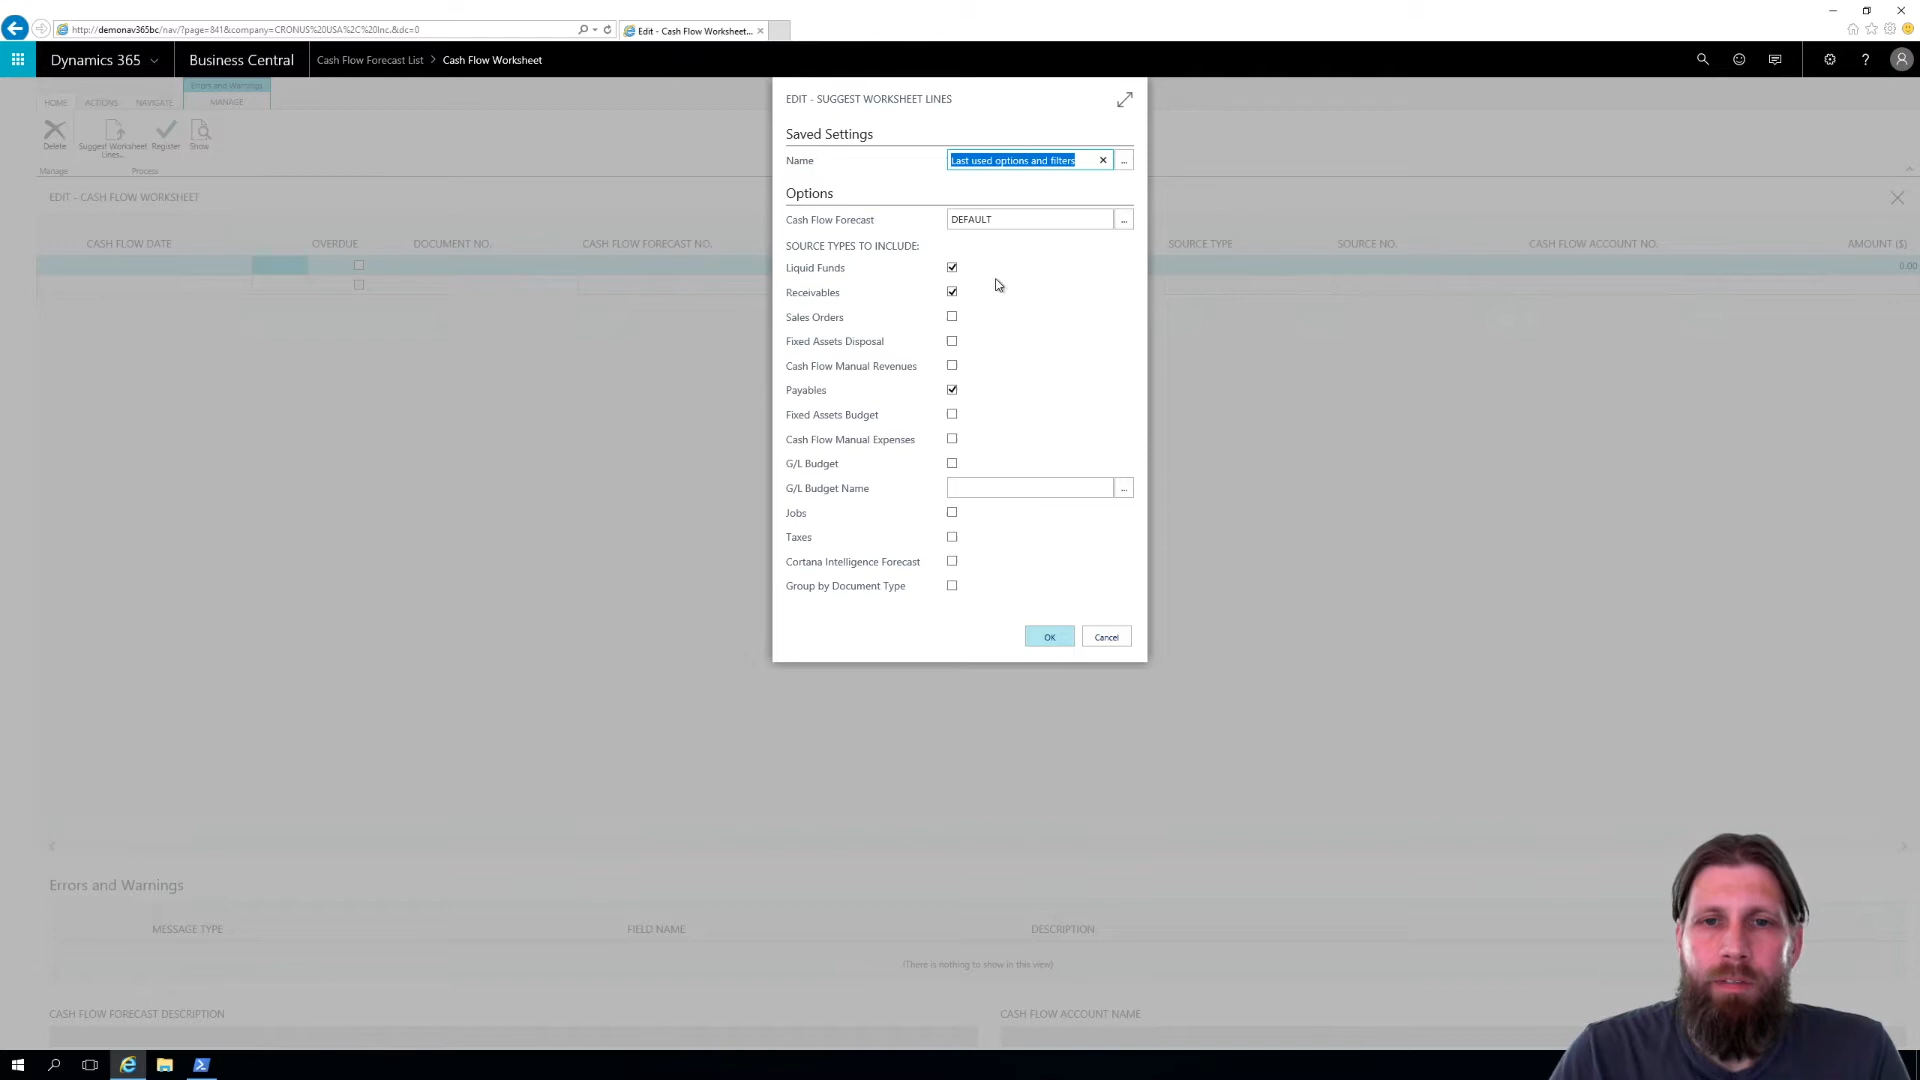 http://demonav365bc/nav/?page=841&company=CRONUS%20USA%2C%20Inc.&dc=0
Edit - Cash Flow Worksheet...
Dynamics 365
Business Central
Cash Flow Forecast List > Cash Flow Worksheet
?
HOME
ACTIONS
NAVIGATE
Errors and Warnings
MANAGE
Delete
Suggest Worksheet Lines...
Register
Show
Manage
Process
EDIT - CASH FLOW WORKSHEET
CASH FLOW DATE
OVERDUE
DOCUMENT NO.
CASH FLOW FORECAST NO.
SOURCE TYPE
SOURCE NO.
CASH FLOW ACCOUNT NO.
AMOUNT ($)
0.00
EDIT - SUGGEST WORKSHEET LINES
Saved Settings
Name
Last used options and filters
...
Options
Cash Flow Forecast
DEFAULT
...
SOURCE TYPES TO INCLUDE:
Liquid Funds
Receivables
Sales Orders
Fixed Assets Disposal
Cash Flow Manual Revenues
Payables
Fixed Assets Budget
Cash Flow Manual Expenses
G/L Budget
G/L Budget Name
...
Jobs
Taxes
Cortana Intelligence Forecast
Group by Document Type
OK
Cancel
Errors and Warnings
MESSAGE TYPE
FIELD NAME
DESCRIPTION
(There is nothing to show in this view)
CASH FLOW FORECAST DESCRIPTION
CASH FLOW ACCOUNT NAME